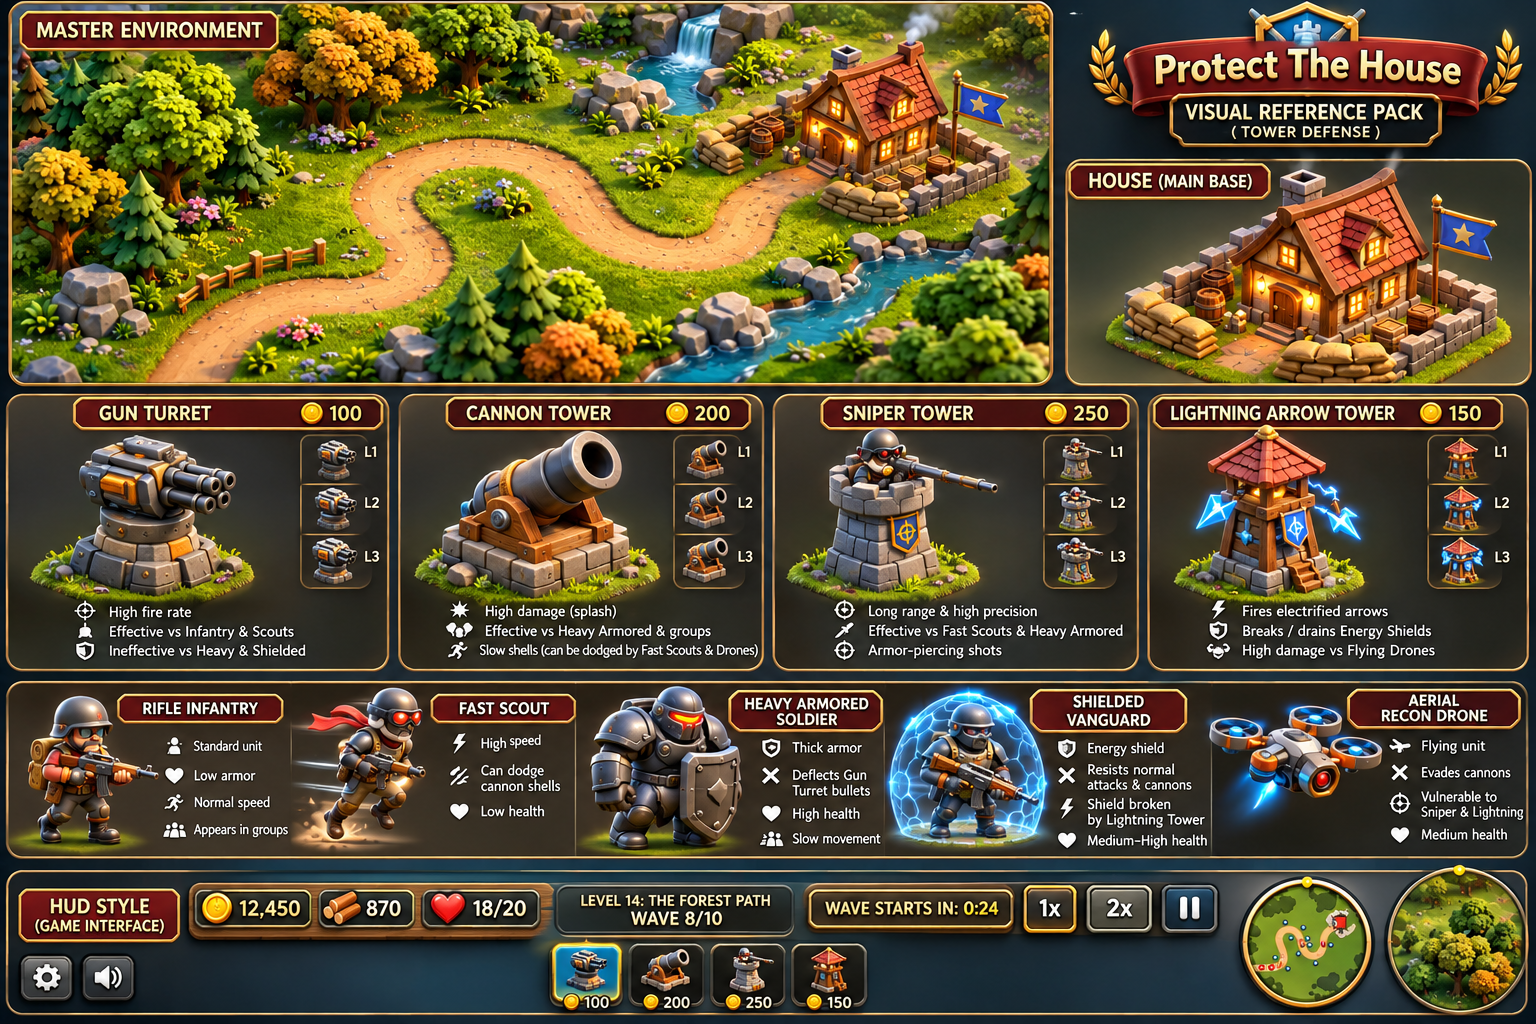 MASTER ENVIRONMENT
Protect The House
VISUAL REFERENCE PACK
( TOWER DEFENSE )
HOUSE (MAIN BASE)
GUN TURRET 100
L1
L2
L3
High fire rate
Effective vs Infantry & Scouts
Ineffective vs Heavy & Shielded
CANNON TOWER 200
L1
L2
L3
High damage (splash)
Effective vs Heavy Armored & groups
Slow shells (can be dodged by Fast Scouts & Drones)
SNIPER TOWER 250
L1
L2
L3
Long range & high precision
Effective vs Fast Scouts & Heavy Armored
Armor-piercing shots
LIGHTNING ARROW TOWER 150
L1
L2
L3
Fires electrified arrows
Breaks / drains Energy Shields
High damage vs Flying Drones
RIFLE INFANTRY
Standard unit
Low armor
Normal speed
Appears in groups
FAST SCOUT
High speed
Can dodge
cannon shells
Low health
HEAVY ARMORED
SOLDIER
Thick armor
Deflects Gun
Turret bullets
High health
Slow movement
SHIELDED
VANGUARD
Energy shield
Resists normal
attacks & cannons
Shield broken
by Lightning Tower
Medium-High health
AERIAL
RECON DRONE
Flying unit
Evades cannons
Vulnerable to
Sniper & Lightning
Medium health
HUD STYLE
(GAME INTERFACE)
12,450
870
18/20
LEVEL 14: THE FOREST PATH
WAVE 8/10
WAVE STARTS IN: 0:24
1x
2x
100
200
250
150